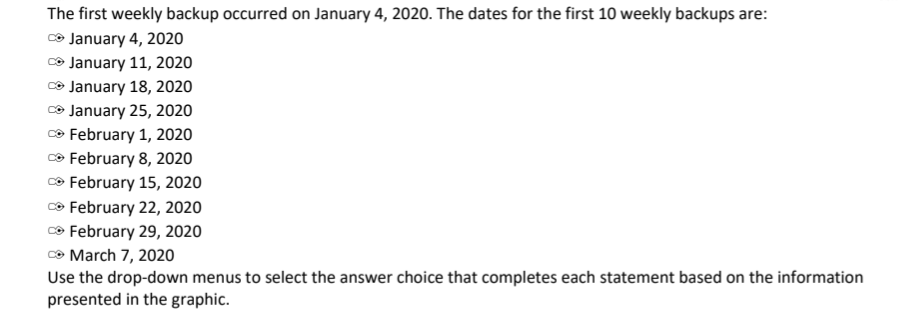 The first weekly backup occurred on January 4, 2020. The dates for the first 10 weekly backups are:
January 4, 2020
January 11, 2020
January 18, 2020
January 25, 2020
February 1, 2020
February 8, 2020
February 15, 2020
February 22, 2020
February 29, 2020
March 7, 2020
Use the drop-down menus to select the answer choice that completes each statement based on the information
presented in the graphic.